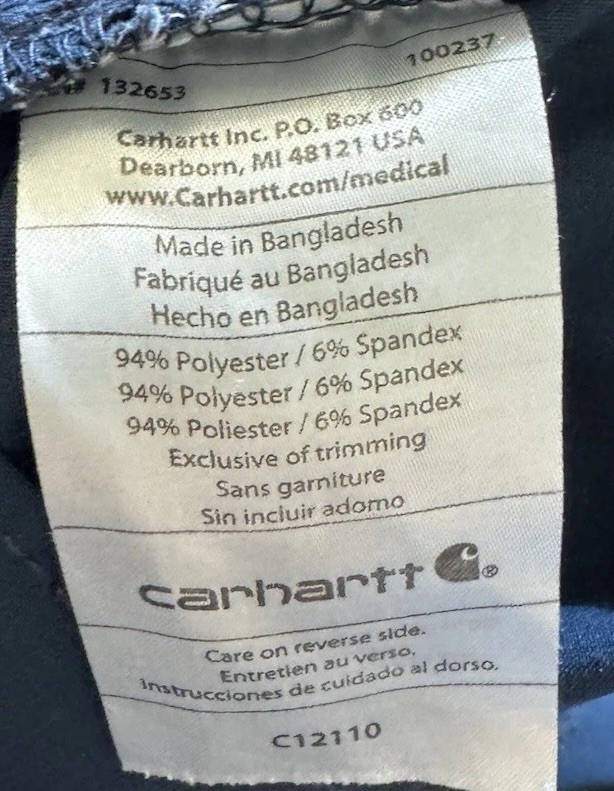 132653 100237
Carhartt Inc. P.O. Box 600
Dearborn, MI 48121 USA
www.Carhartt.com/medical
Made in Bangladesh
Fabriqué au Bangladesh
Hecho en Bangladesh
94% Polyester / 6% Spandex
94% Polyester / 6% Spandex
94% Poliester / 6% Spandex
Exclusive of trimming
Sans garniture
Sin incluir adomo
carhartt ®
Care on reverse side.
Entretien au verso.
Instrucciones de cuidado al dorso.
C12110